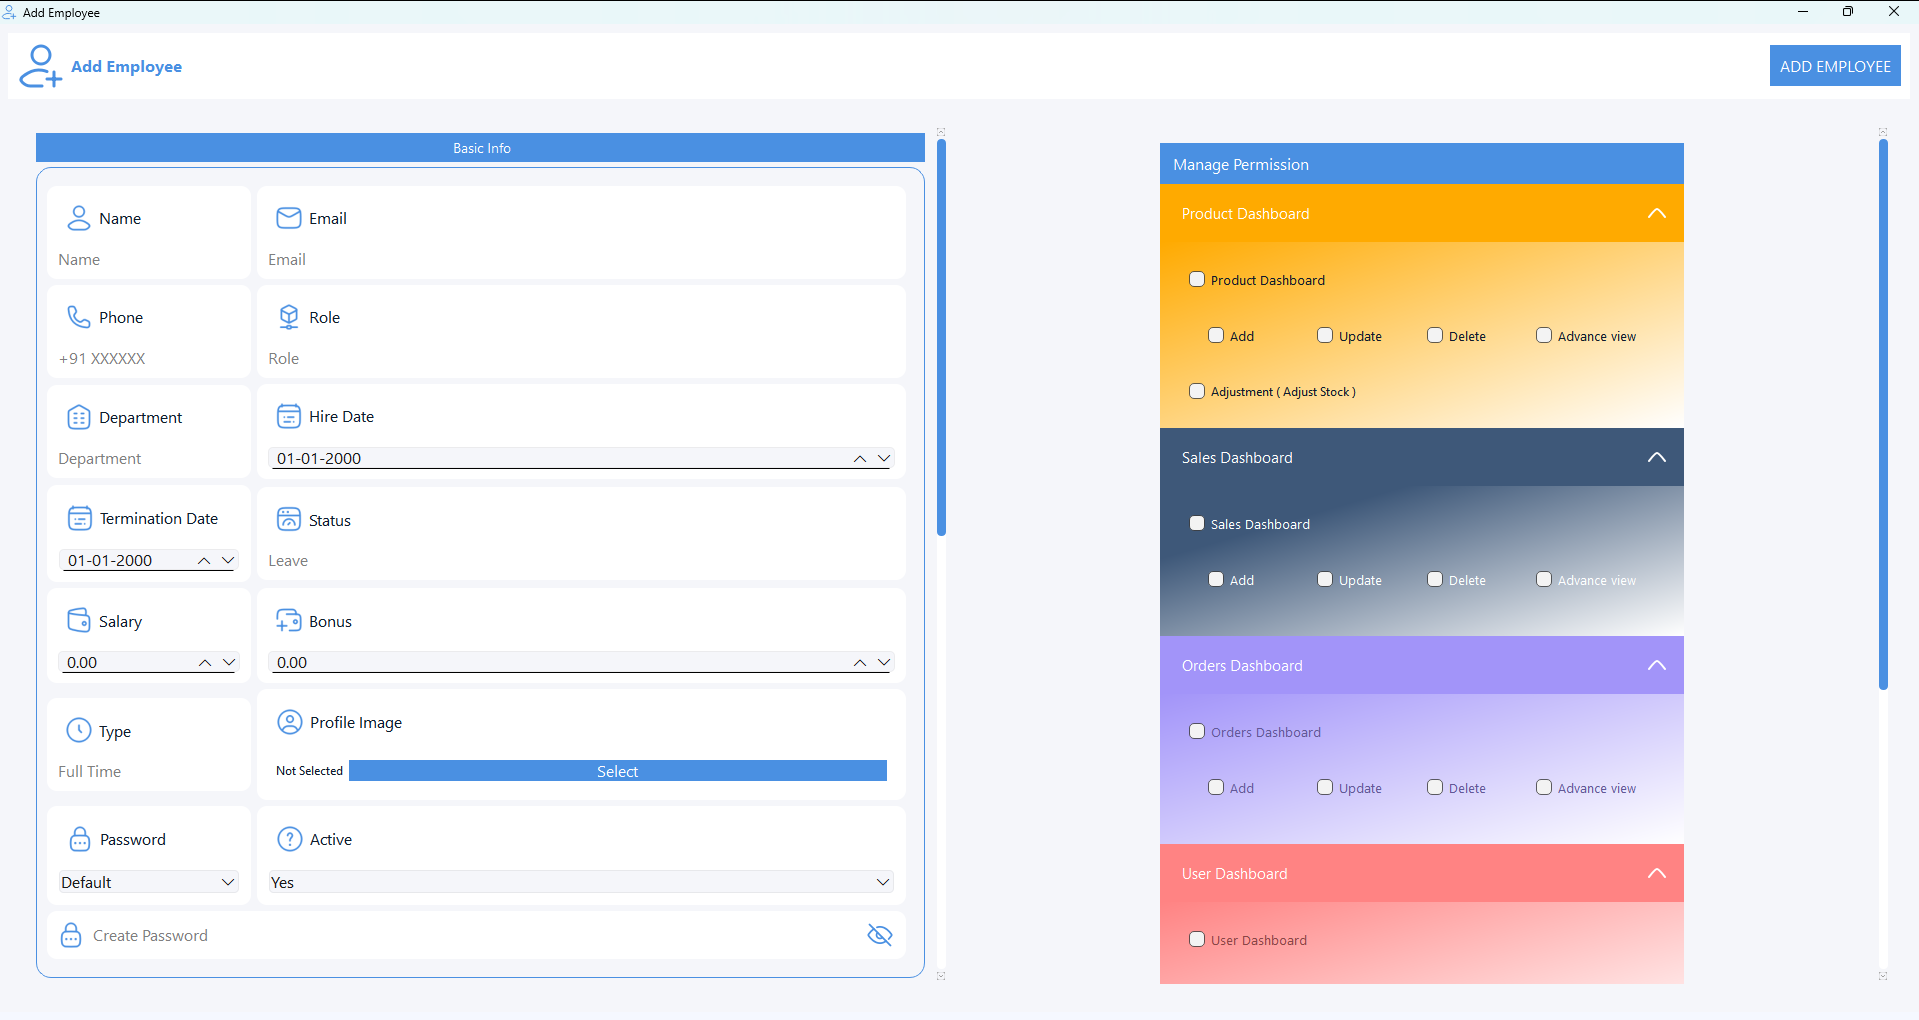 Add Employee
Add Employee
ADD EMPLOYEE
Basic Info
Name
Email
Name
Email
Phone
Role
+91 XXXXXX
Role
Department
Hire Date
Department
01-01-2000
Termination Date
Status
01-01-2000
Leave
Salary
Bonus
0.00
0.00
Type
Profile Image
Full Time
Not Selected
Select
Password
Active
Default
Yes
Create Password
Manage Permission
Product Dashboard
Product Dashboard
Add
Update
Delete
Advance view
Adjustment ( Adjust Stock )
Sales Dashboard
Sales Dashboard
Add
Update
Delete
Advance view
Orders Dashboard
Orders Dashboard
Add
Update
Delete
Advance view
User Dashboard
User Dashboard